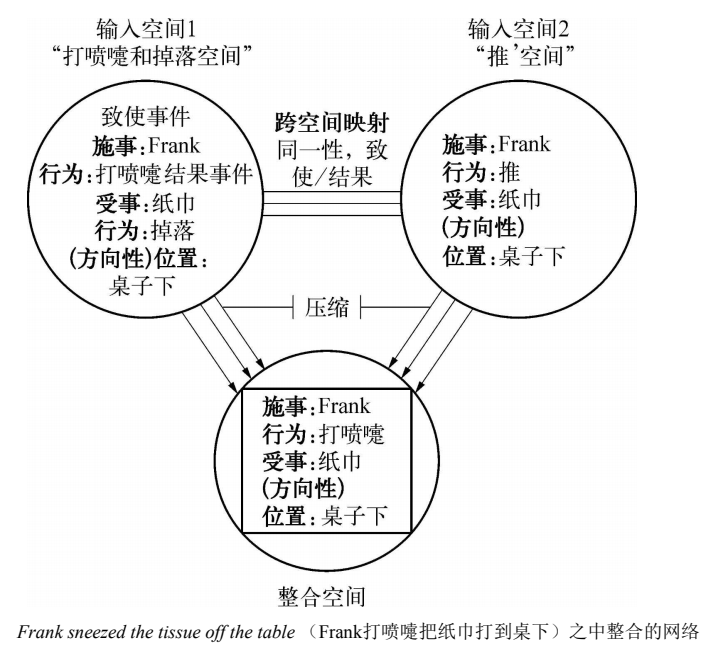 输入空间1
“打喷嚏和掉落空间”
输入空间2
“推’空间”
致使事件
施事:Frank
行为:打喷嚏结果事件
受事:纸巾
行为:掉落
(方向性)位置:
桌子下
跨空间映射
同一性，致
使/结果
施事:Frank
行为:推
受事:纸巾
(方向性)
位置:桌子下
压缩
施事:Frank
行为:打喷嚏
受事:纸巾
(方向性)
位置:桌子下
整合空间
Frank sneezed the tissue off the table（Frank打喷嚏把纸巾打到桌下）之中整合的网络